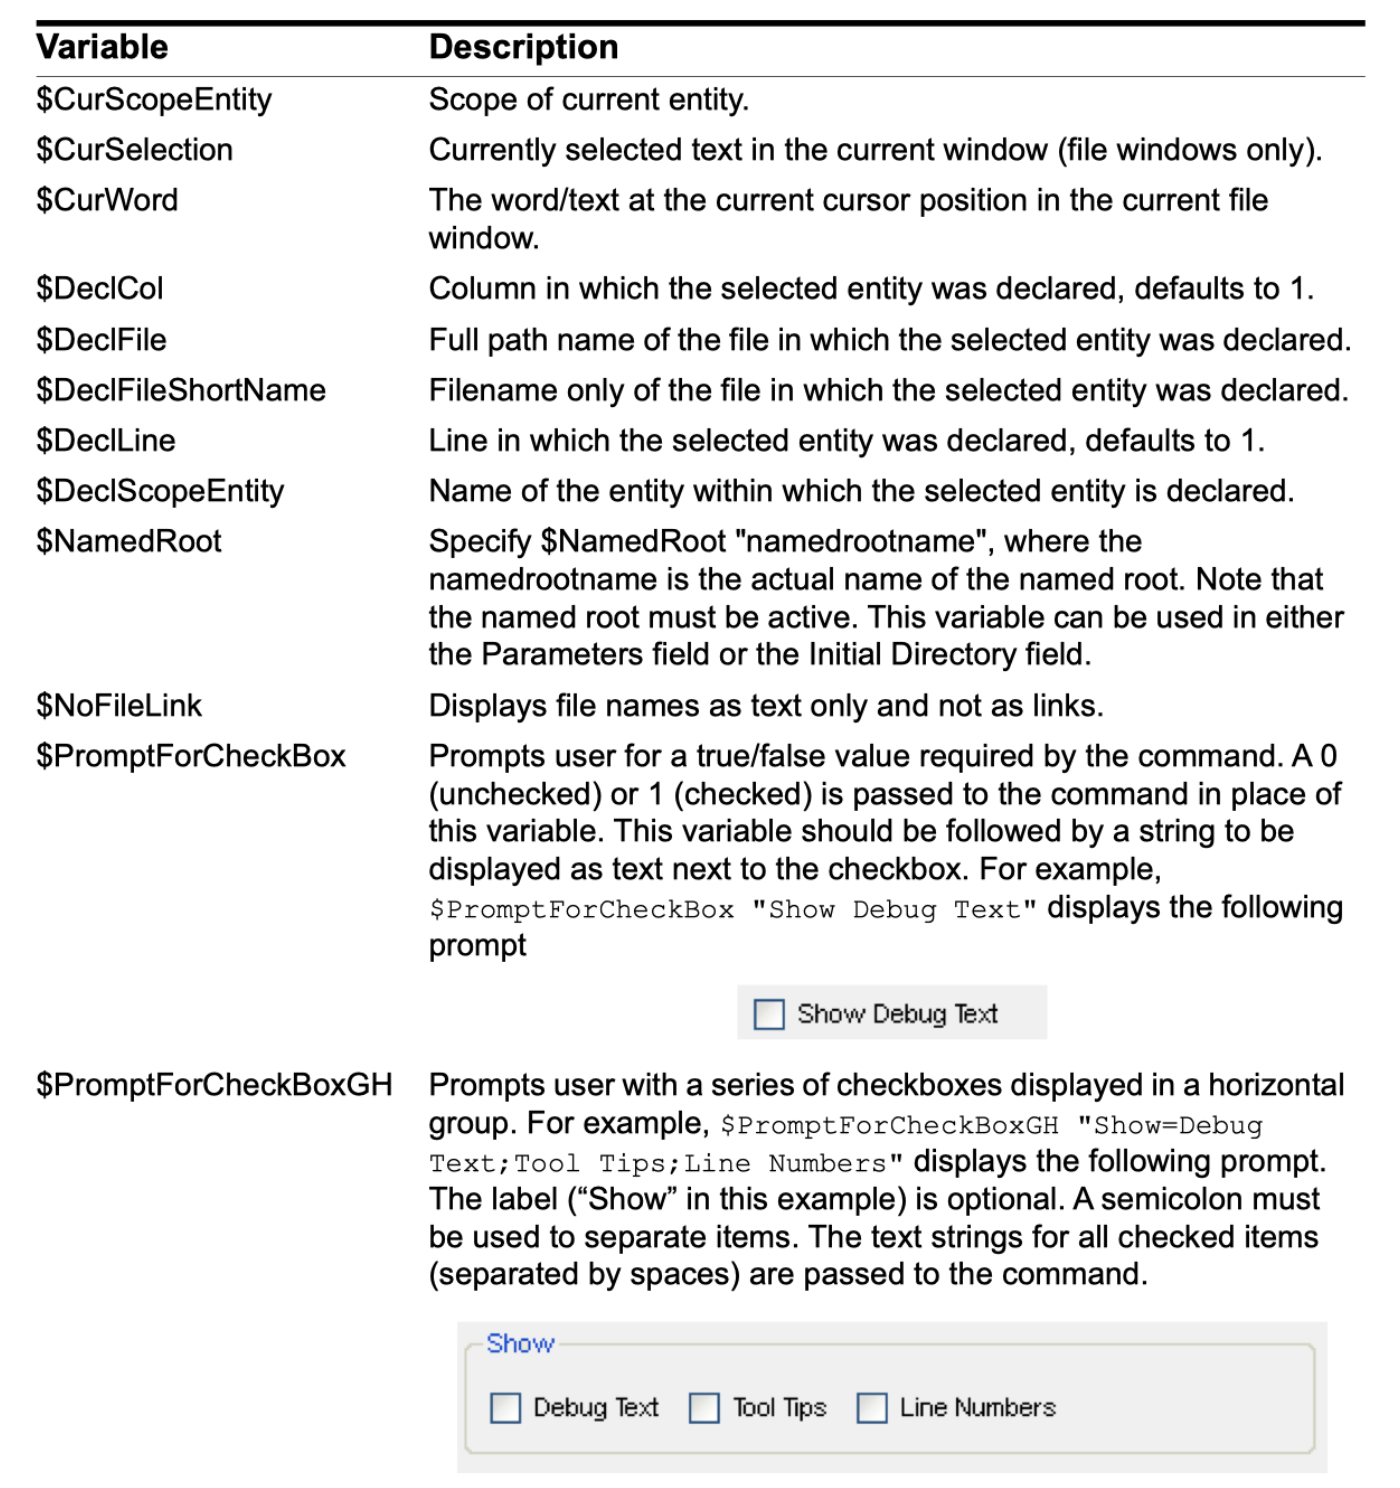 Variable Description
$CurScopeEntity Scope of current entity.
$CurSelection Currently selected text in the current window (file windows only).
$CurWord The word/text at the current cursor position in the current file
window.
$DeclCol Column in which the selected entity was declared, defaults to 1.
$DeclFile Full path name of the file in which the selected entity was declared.
$DeclFileShortName Filename only of the file in which the selected entity was declared.
$DeclLine Line in which the selected entity was declared, defaults to 1.
$DeclScopeEntity Name of the entity within which the selected entity is declared.
$NamedRoot Specify $NamedRoot "namedrootname", where the
namedrootname is the actual name of the named root. Note that
the named root must be active. This variable can be used in either
the Parameters field or the Initial Directory field.
$NoFileLink Displays file names as text only and not as links.
$PromptForCheckBox Prompts user for a true/false value required by the command. A 0
(unchecked) or 1 (checked) is passed to the command in place of
this variable. This variable should be followed by a string to be
displayed as text next to the checkbox. For example,
$PromptForCheckBox "Show Debug Text" displays the following
prompt
Show Debug Text
$PromptForCheckBoxGH Prompts user with a series of checkboxes displayed in a horizontal
group. For example, $PromptForCheckBoxGH "Show=Debug
Text;Tool Tips;Line Numbers" displays the following prompt.
The label (“Show” in this example) is optional. A semicolon must
be used to separate items. The text strings for all checked items
(separated by spaces) are passed to the command.
Show
Debug Text Tool Tips Line Numbers